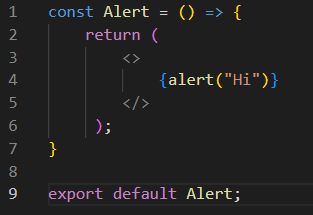 1 const Alert = () => {
2     return (
3         <>
4             {alert("Hi")}
5         </>
6      );
7 }
8
9 export default Alert;